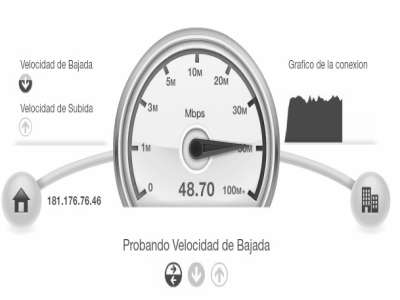 Velocidad de Bajada
Velocidad de Subida
Grafico de la conexion
0
1M
3M
5M
10M
20M
30M
50M
100M+
Mbps
48.70
181.176.76.46
Probando Velocidad de Bajada